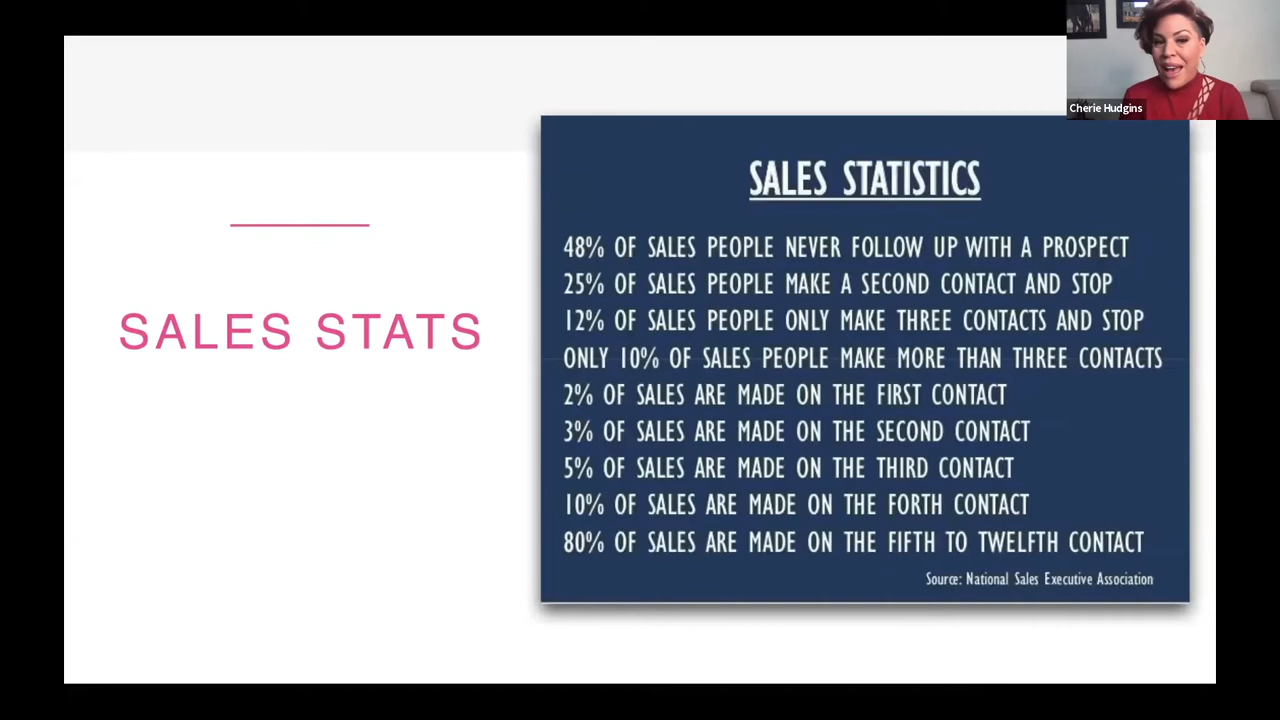 Cherie Hudgins
SALES STATS
SALES STATISTICS
48% OF SALES PEOPLE NEVER FOLLOW UP WITH A PROSPECT
25% OF SALES PEOPLE MAKE A SECOND CONTACT AND STOP
12% OF SALES PEOPLE ONLY MAKE THREE CONTACTS AND STOP
ONLY 10% OF SALES PEOPLE MAKE MORE THAN THREE CONTACTS
2% OF SALES ARE MADE ON THE FIRST CONTACT
3% OF SALES ARE MADE ON THE SECOND CONTACT
5% OF SALES ARE MADE ON THE THIRD CONTACT
10% OF SALES ARE MADE ON THE FORTH CONTACT
80% OF SALES ARE MADE ON THE FIFTH TO TWELFTH CONTACT
Source: National Sales Executive Association